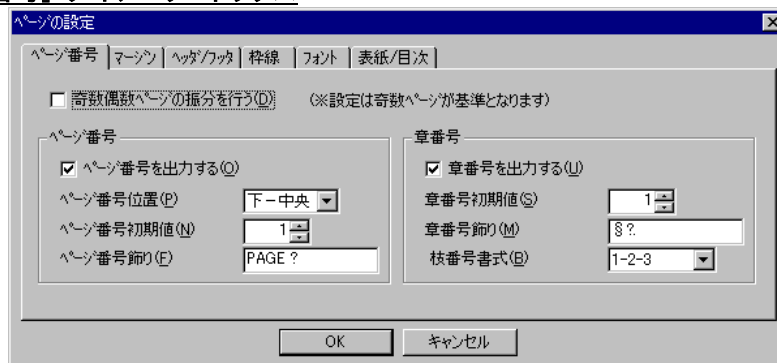 ﾍﾟｰｼﾞの設定
ﾍﾟｰｼﾞ番号 ﾏｰｼﾞﾝ ﾍｯﾀﾞ/ﾌｯﾀ 枠線 ﾌｫﾝﾄ 表紙/目次
奇数偶数ﾍﾟｰｼﾞの振分を行う(D) (※設定は奇数ﾍﾟｰｼﾞが基準となります)
ﾍﾟｰｼﾞ番号
ﾍﾟｰｼﾞ番号を出力する(O)
ﾍﾟｰｼﾞ番号位置(P) 下－中央
ﾍﾟｰｼﾞ番号初期値(N) 1
ﾍﾟｰｼﾞ番号飾り(F) PAGE ?
章番号
章番号を出力する(U)
章番号初期値(S) 1
章番号飾り(M) § ?.
枝番号書式(B) 1-2-3
OK キャンセル